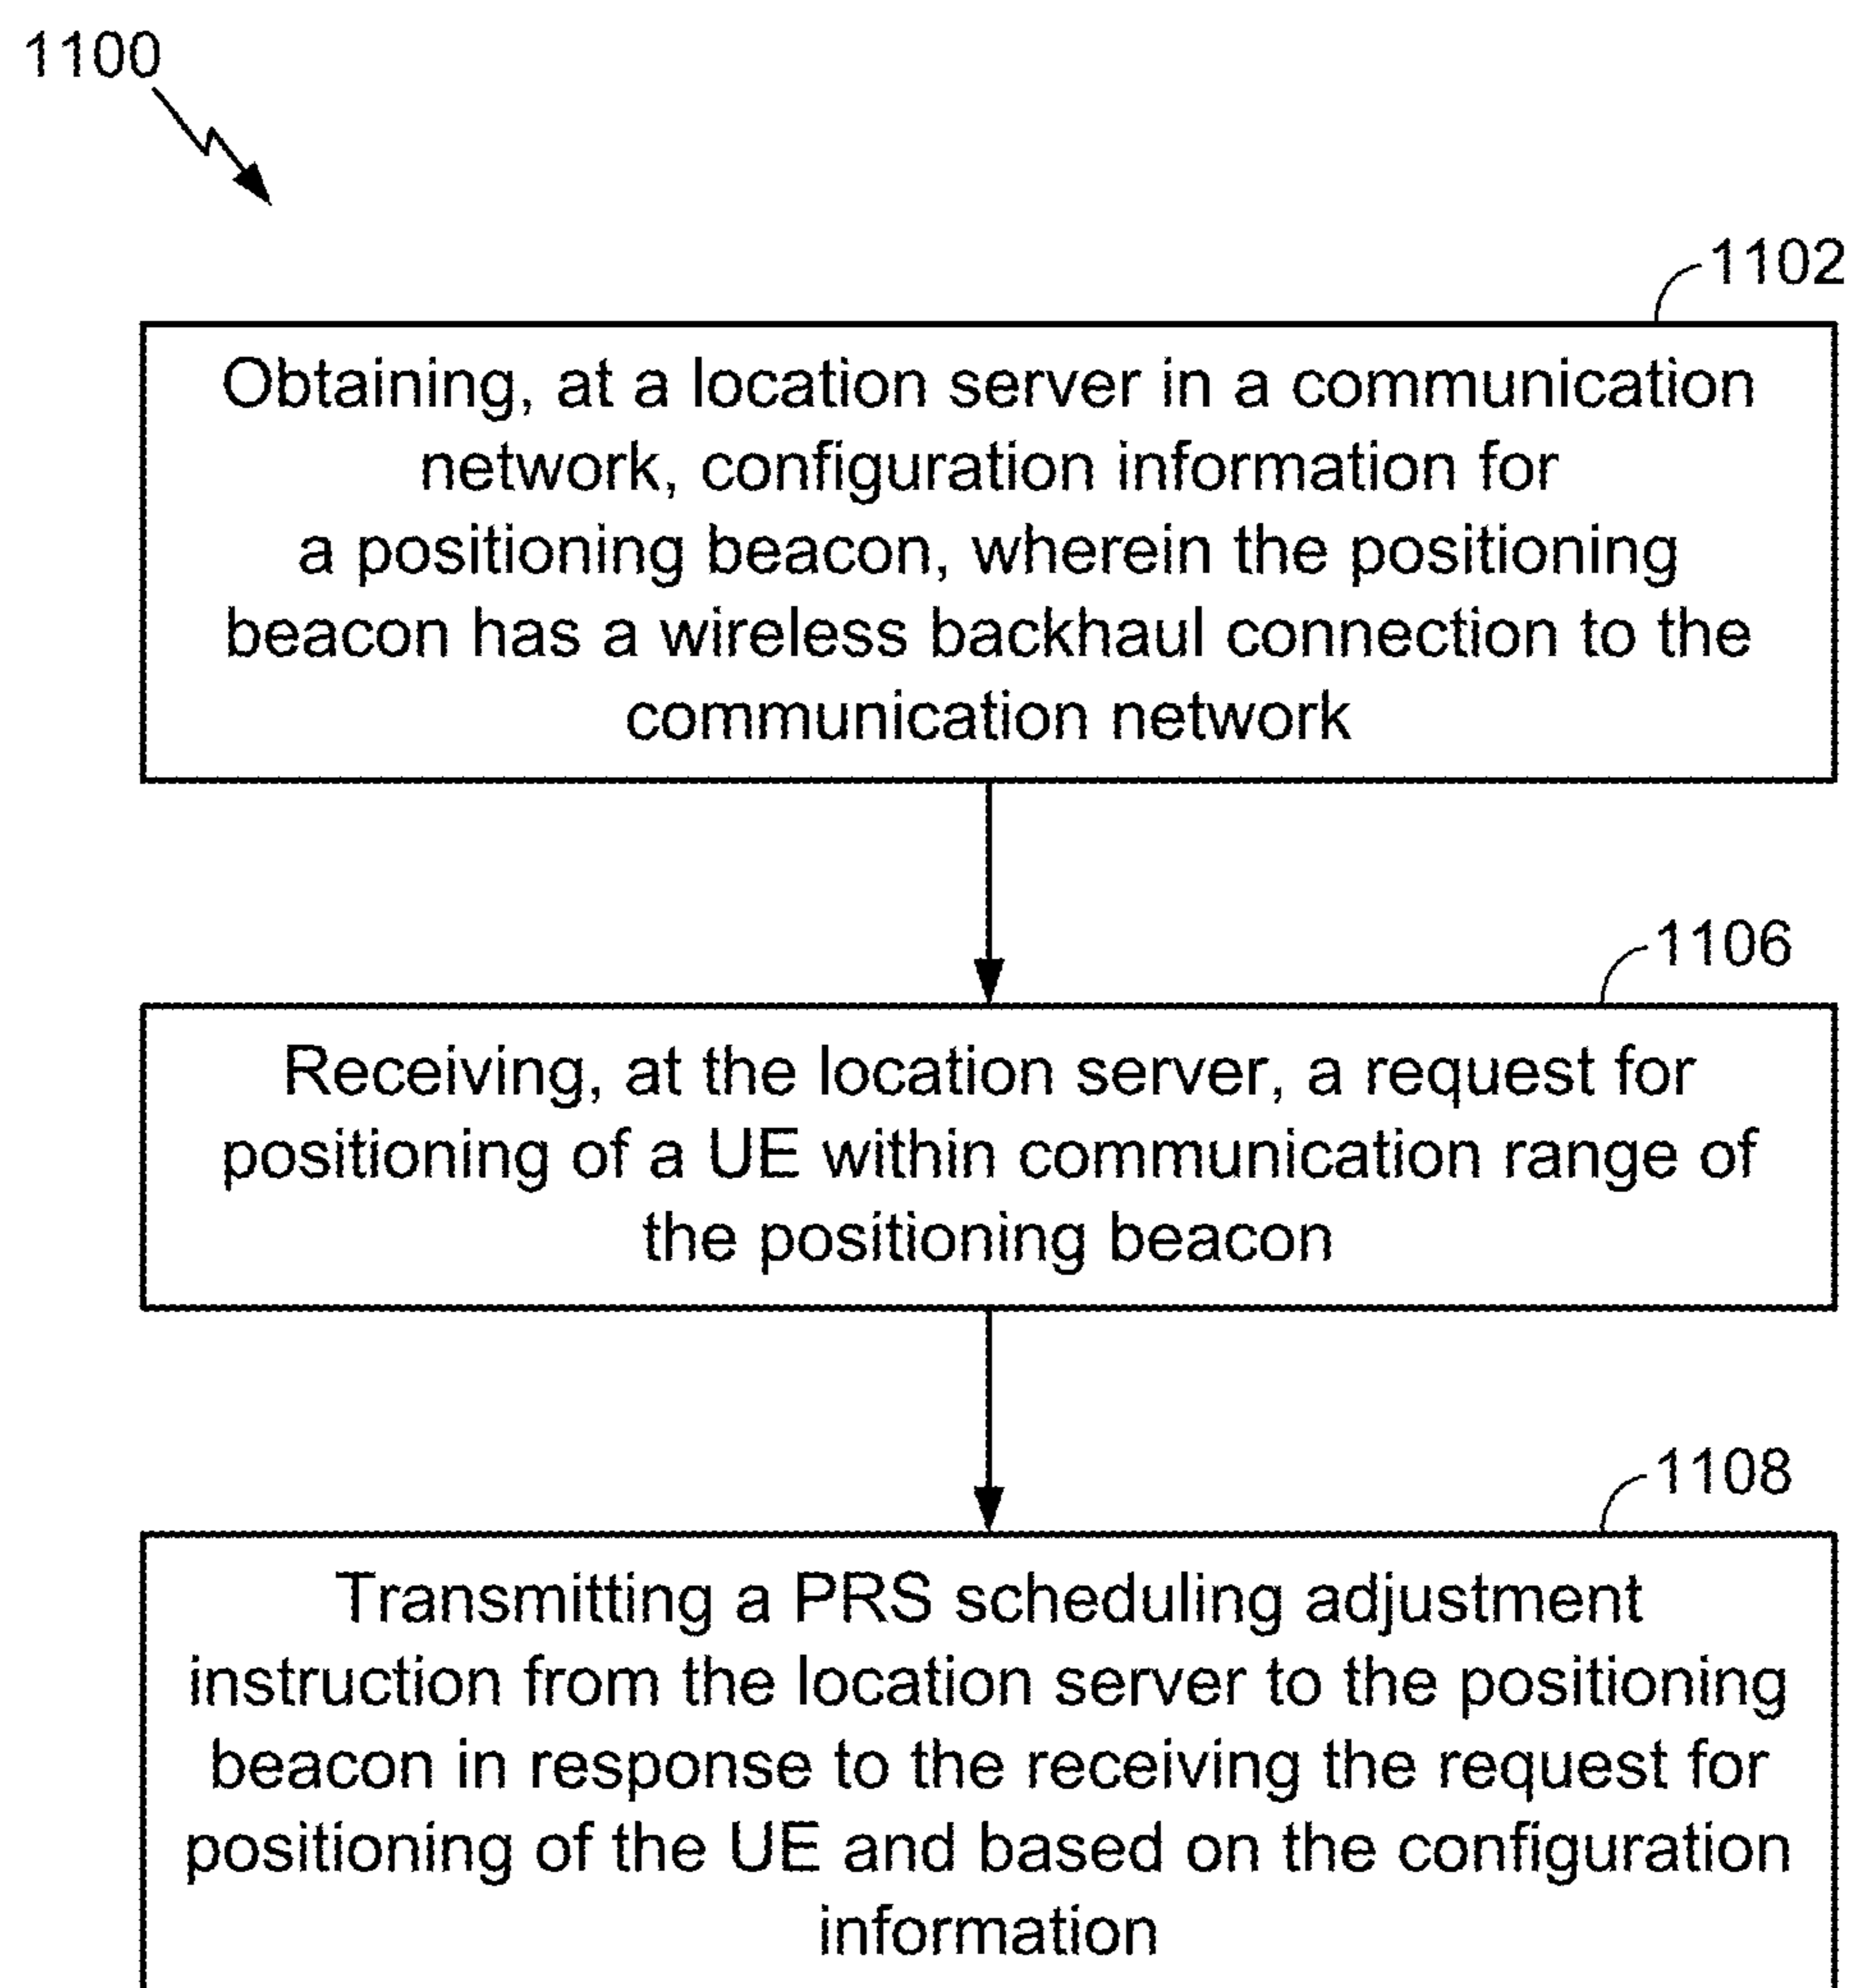 1100
1102
Obtaining, at a location server in a communication
network, configuration information for
a positioning beacon, wherein the positioning
beacon has a wireless backhaul connection to the
communication network
1106
Receiving, at the location server, a request for
positioning of a UE within communication range of
the positioning beacon
1108
Transmitting a PRS scheduling adjustment
instruction from the location server to the positioning
beacon in response to the receiving the request for
positioning of the UE and based on the configuration
information